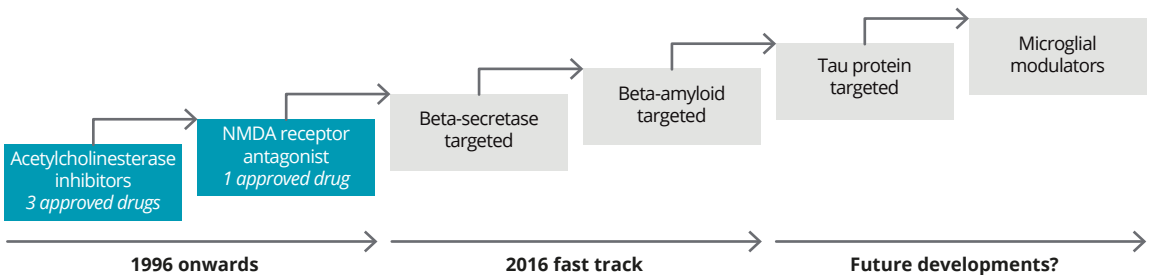 Acetylcholinesterase
inhibitors
3 approved drugs
NMDA receptor
antagonist
1 approved drug
Beta-secretase
targeted
Beta-amyloid
targeted
Tau protein
targeted
Microglial
modulators
1996 onwards
2016 fast track
Future developments?